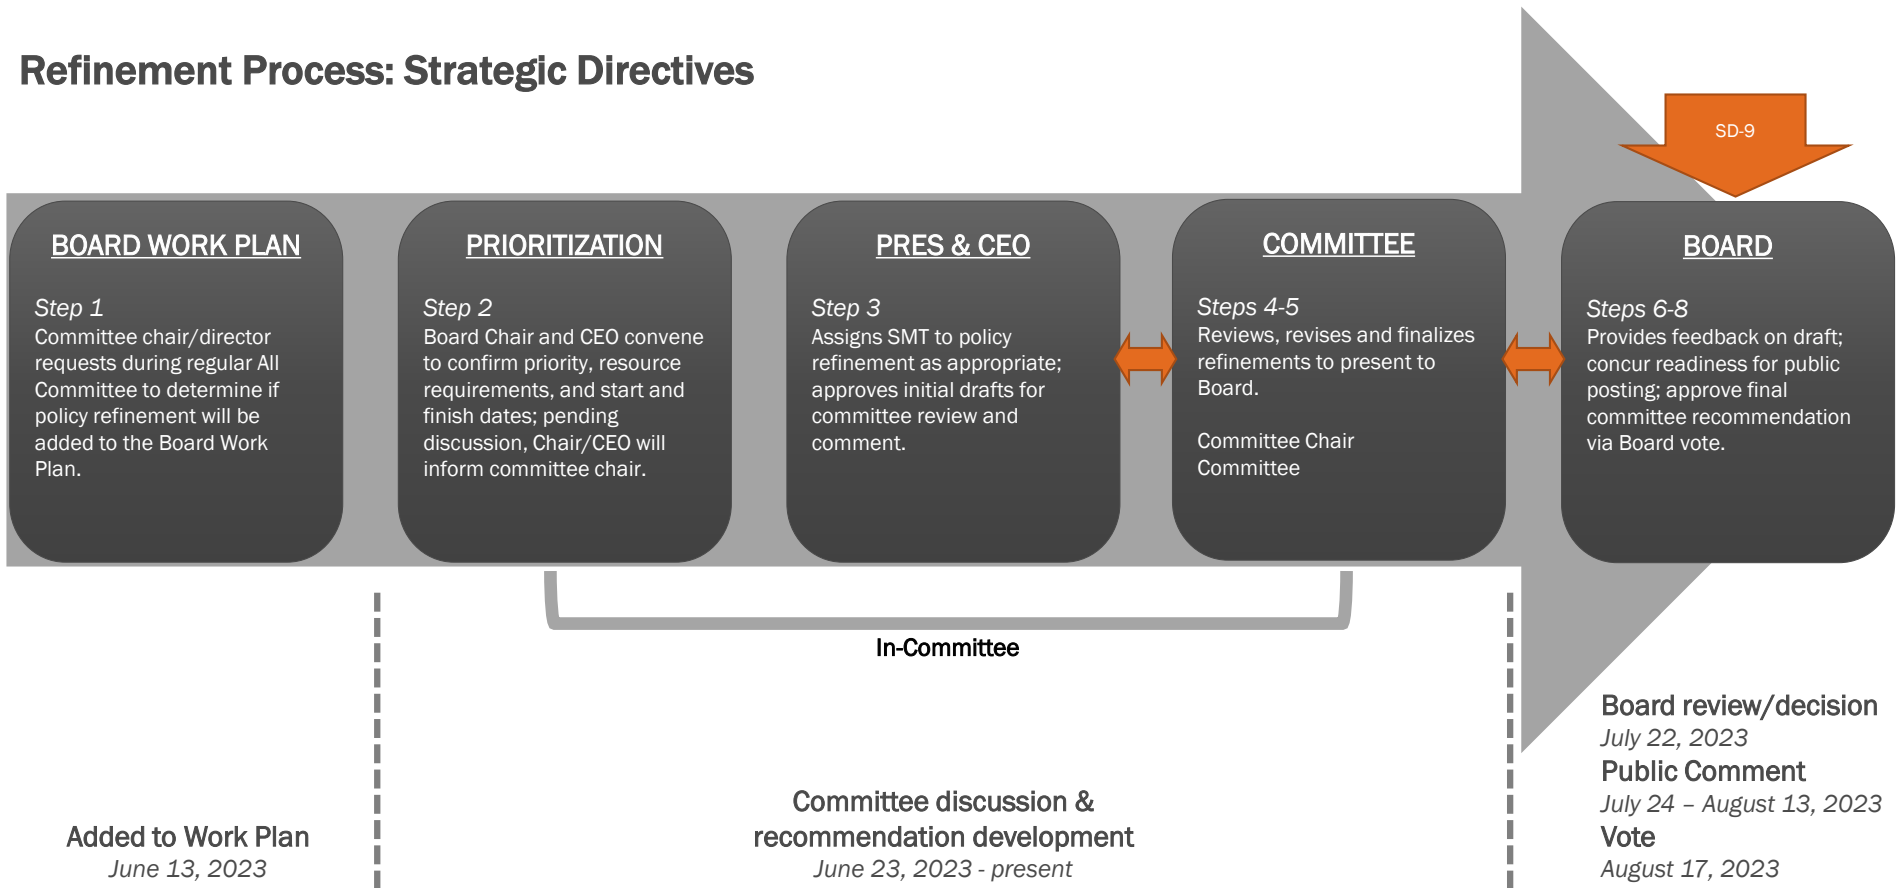 Refinement Process: Strategic Directives
SD-9
BOARD WORK PLAN
Step 1
Committee chair/director
requests during regular All
Committee to determine if
policy refinement will be
added to the Board Work
Plan.
PRIORITIZATION
Step 2
Board Chair and CEO convene
to confirm priority, resource
requirements, and start and
finish dates; pending
discussion, Chair/CEO will
inform committee chair.
PRES & CEO
Step 3
Assigns SMT to policy
refinement as appropriate;
approves initial drafts for
committee review and
comment.
COMMITTEE
Steps 4-5
Reviews, revises and finalizes
refinements to present to
Board.
Committee Chair
Committee
BOARD
Steps 6-8
Provides feedback on draft;
concur readiness for public
posting; approve final
committee recommendation
via Board vote.
In-Committee
Added to Work Plan
June 13, 2023
Committee discussion &
recommendation development
June 23, 2023 - present
Board review/decision
July 22, 2023
Public Comment
July 24 – August 13, 2023
Vote
August 17, 2023